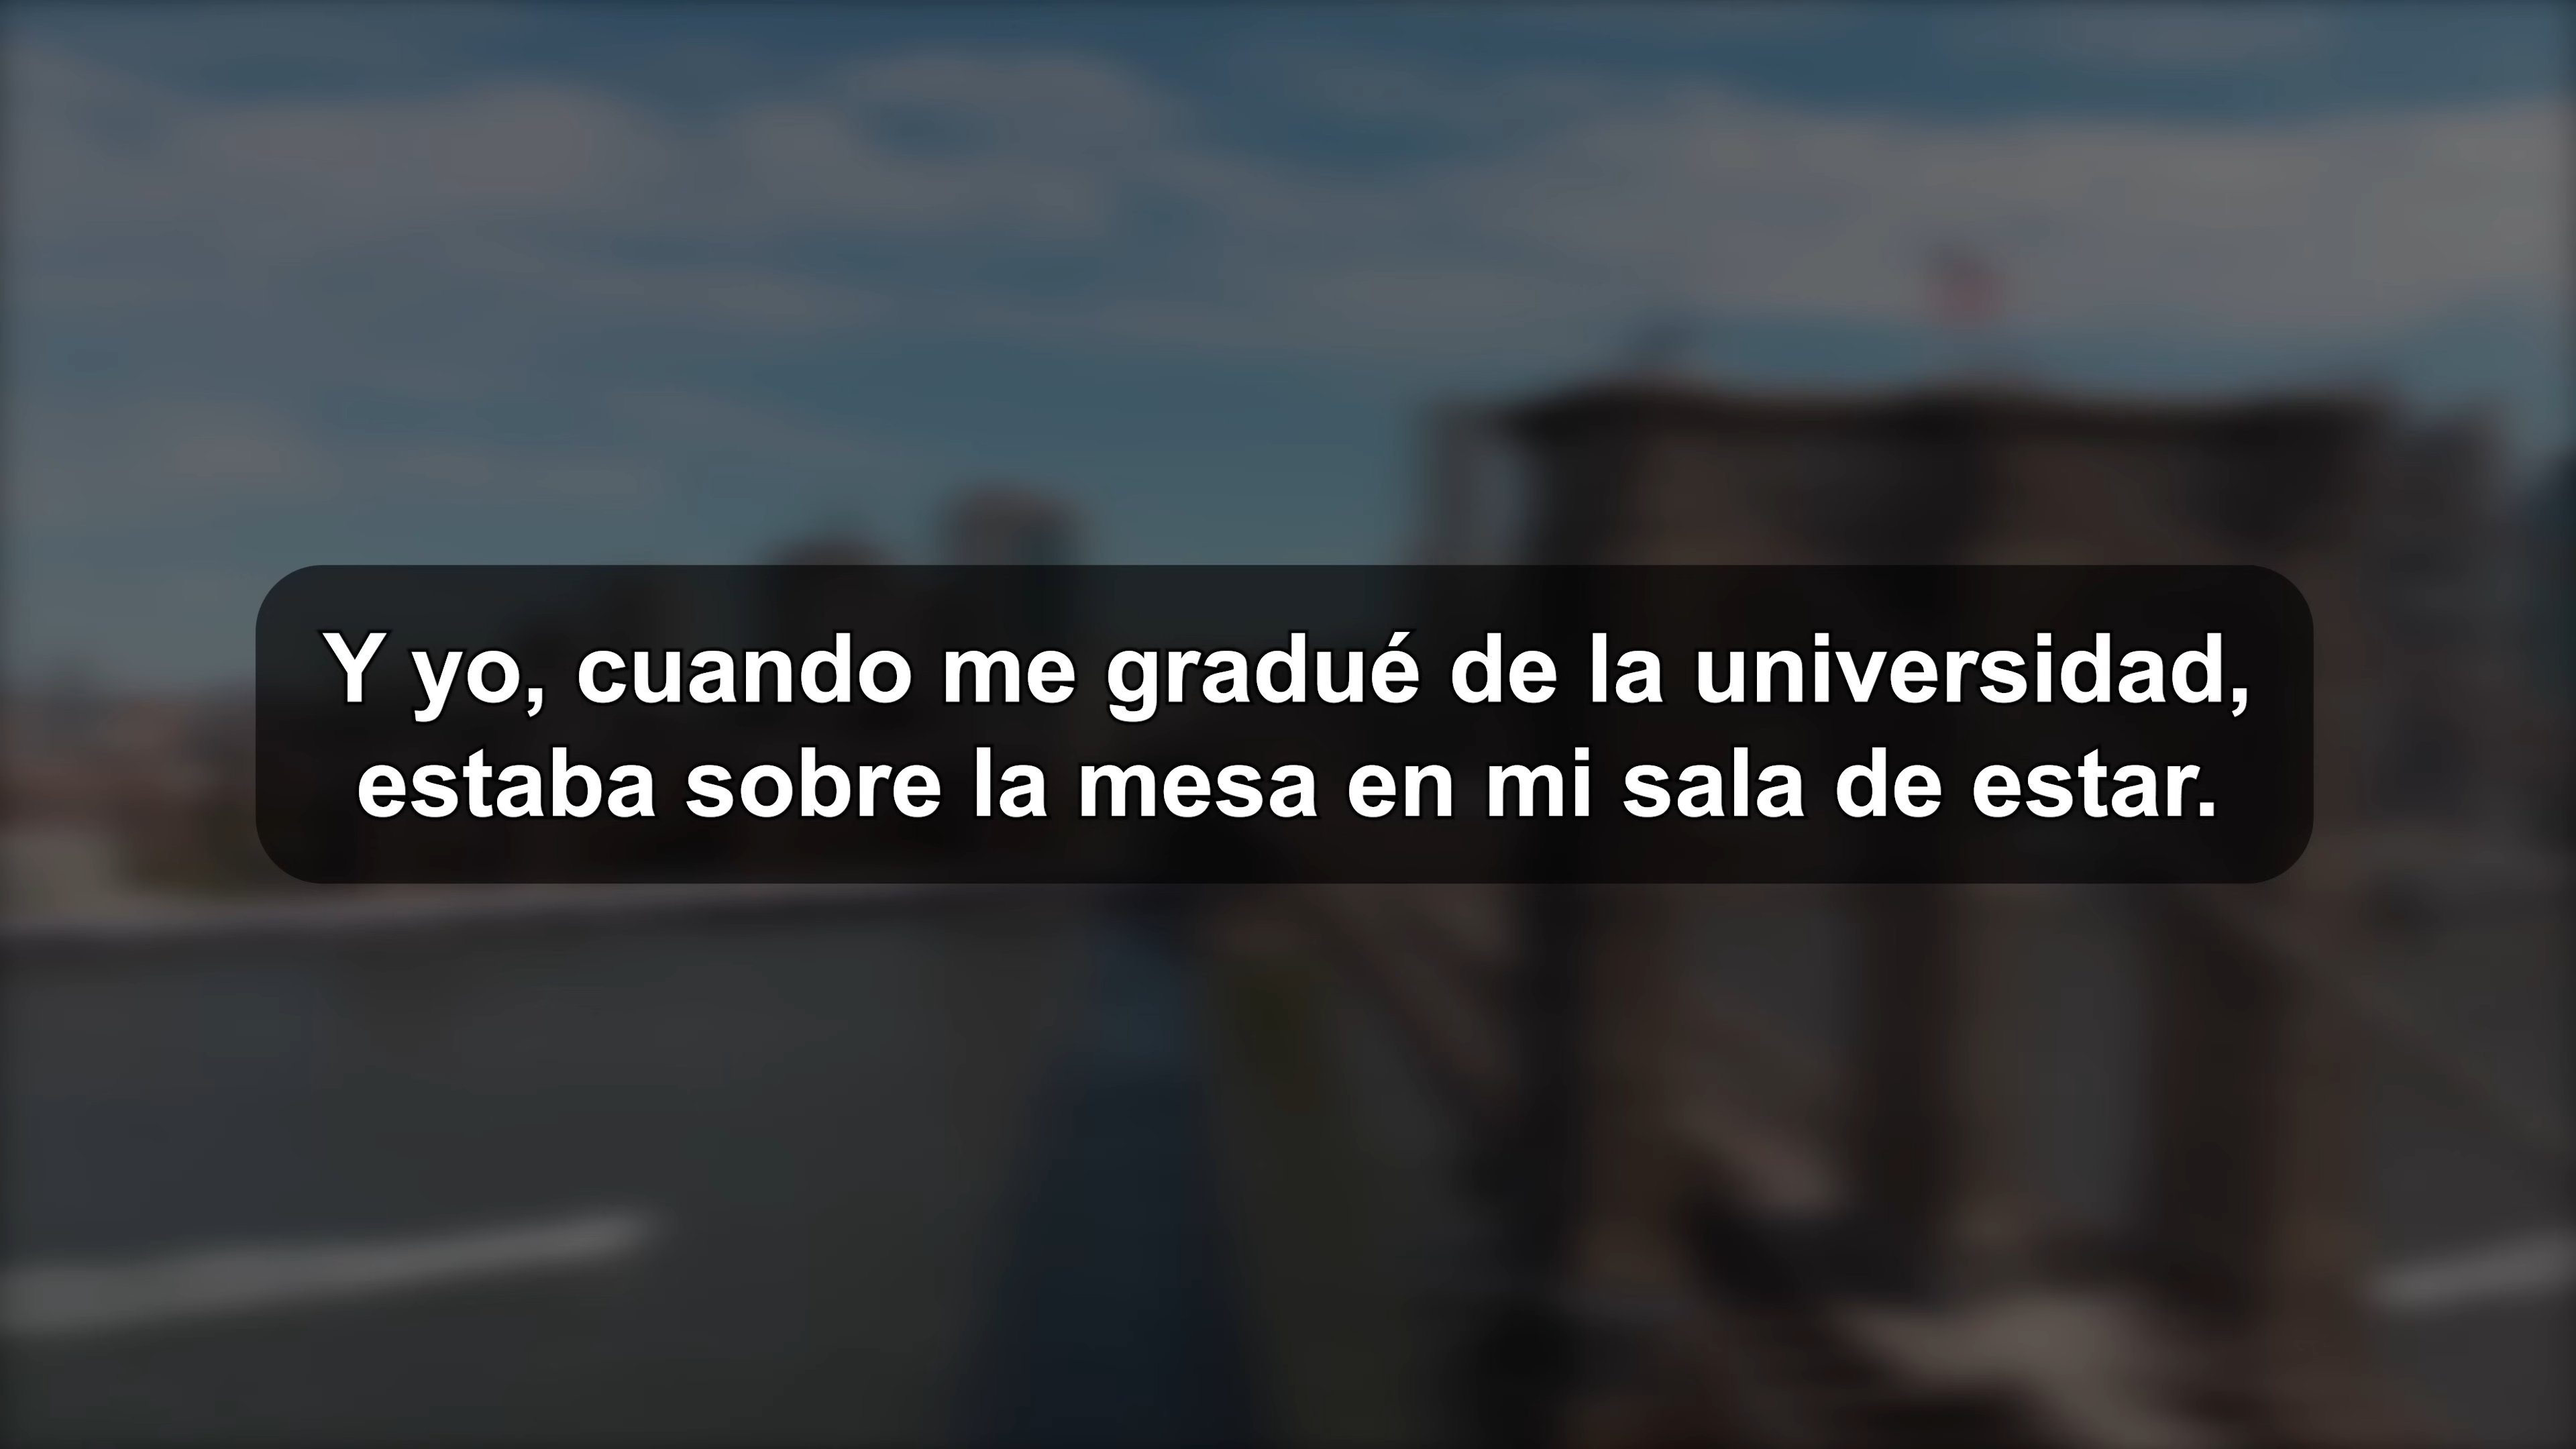 Y yo, cuando me gradué de la universidad,
estaba sobre la mesa en mi sala de estar.